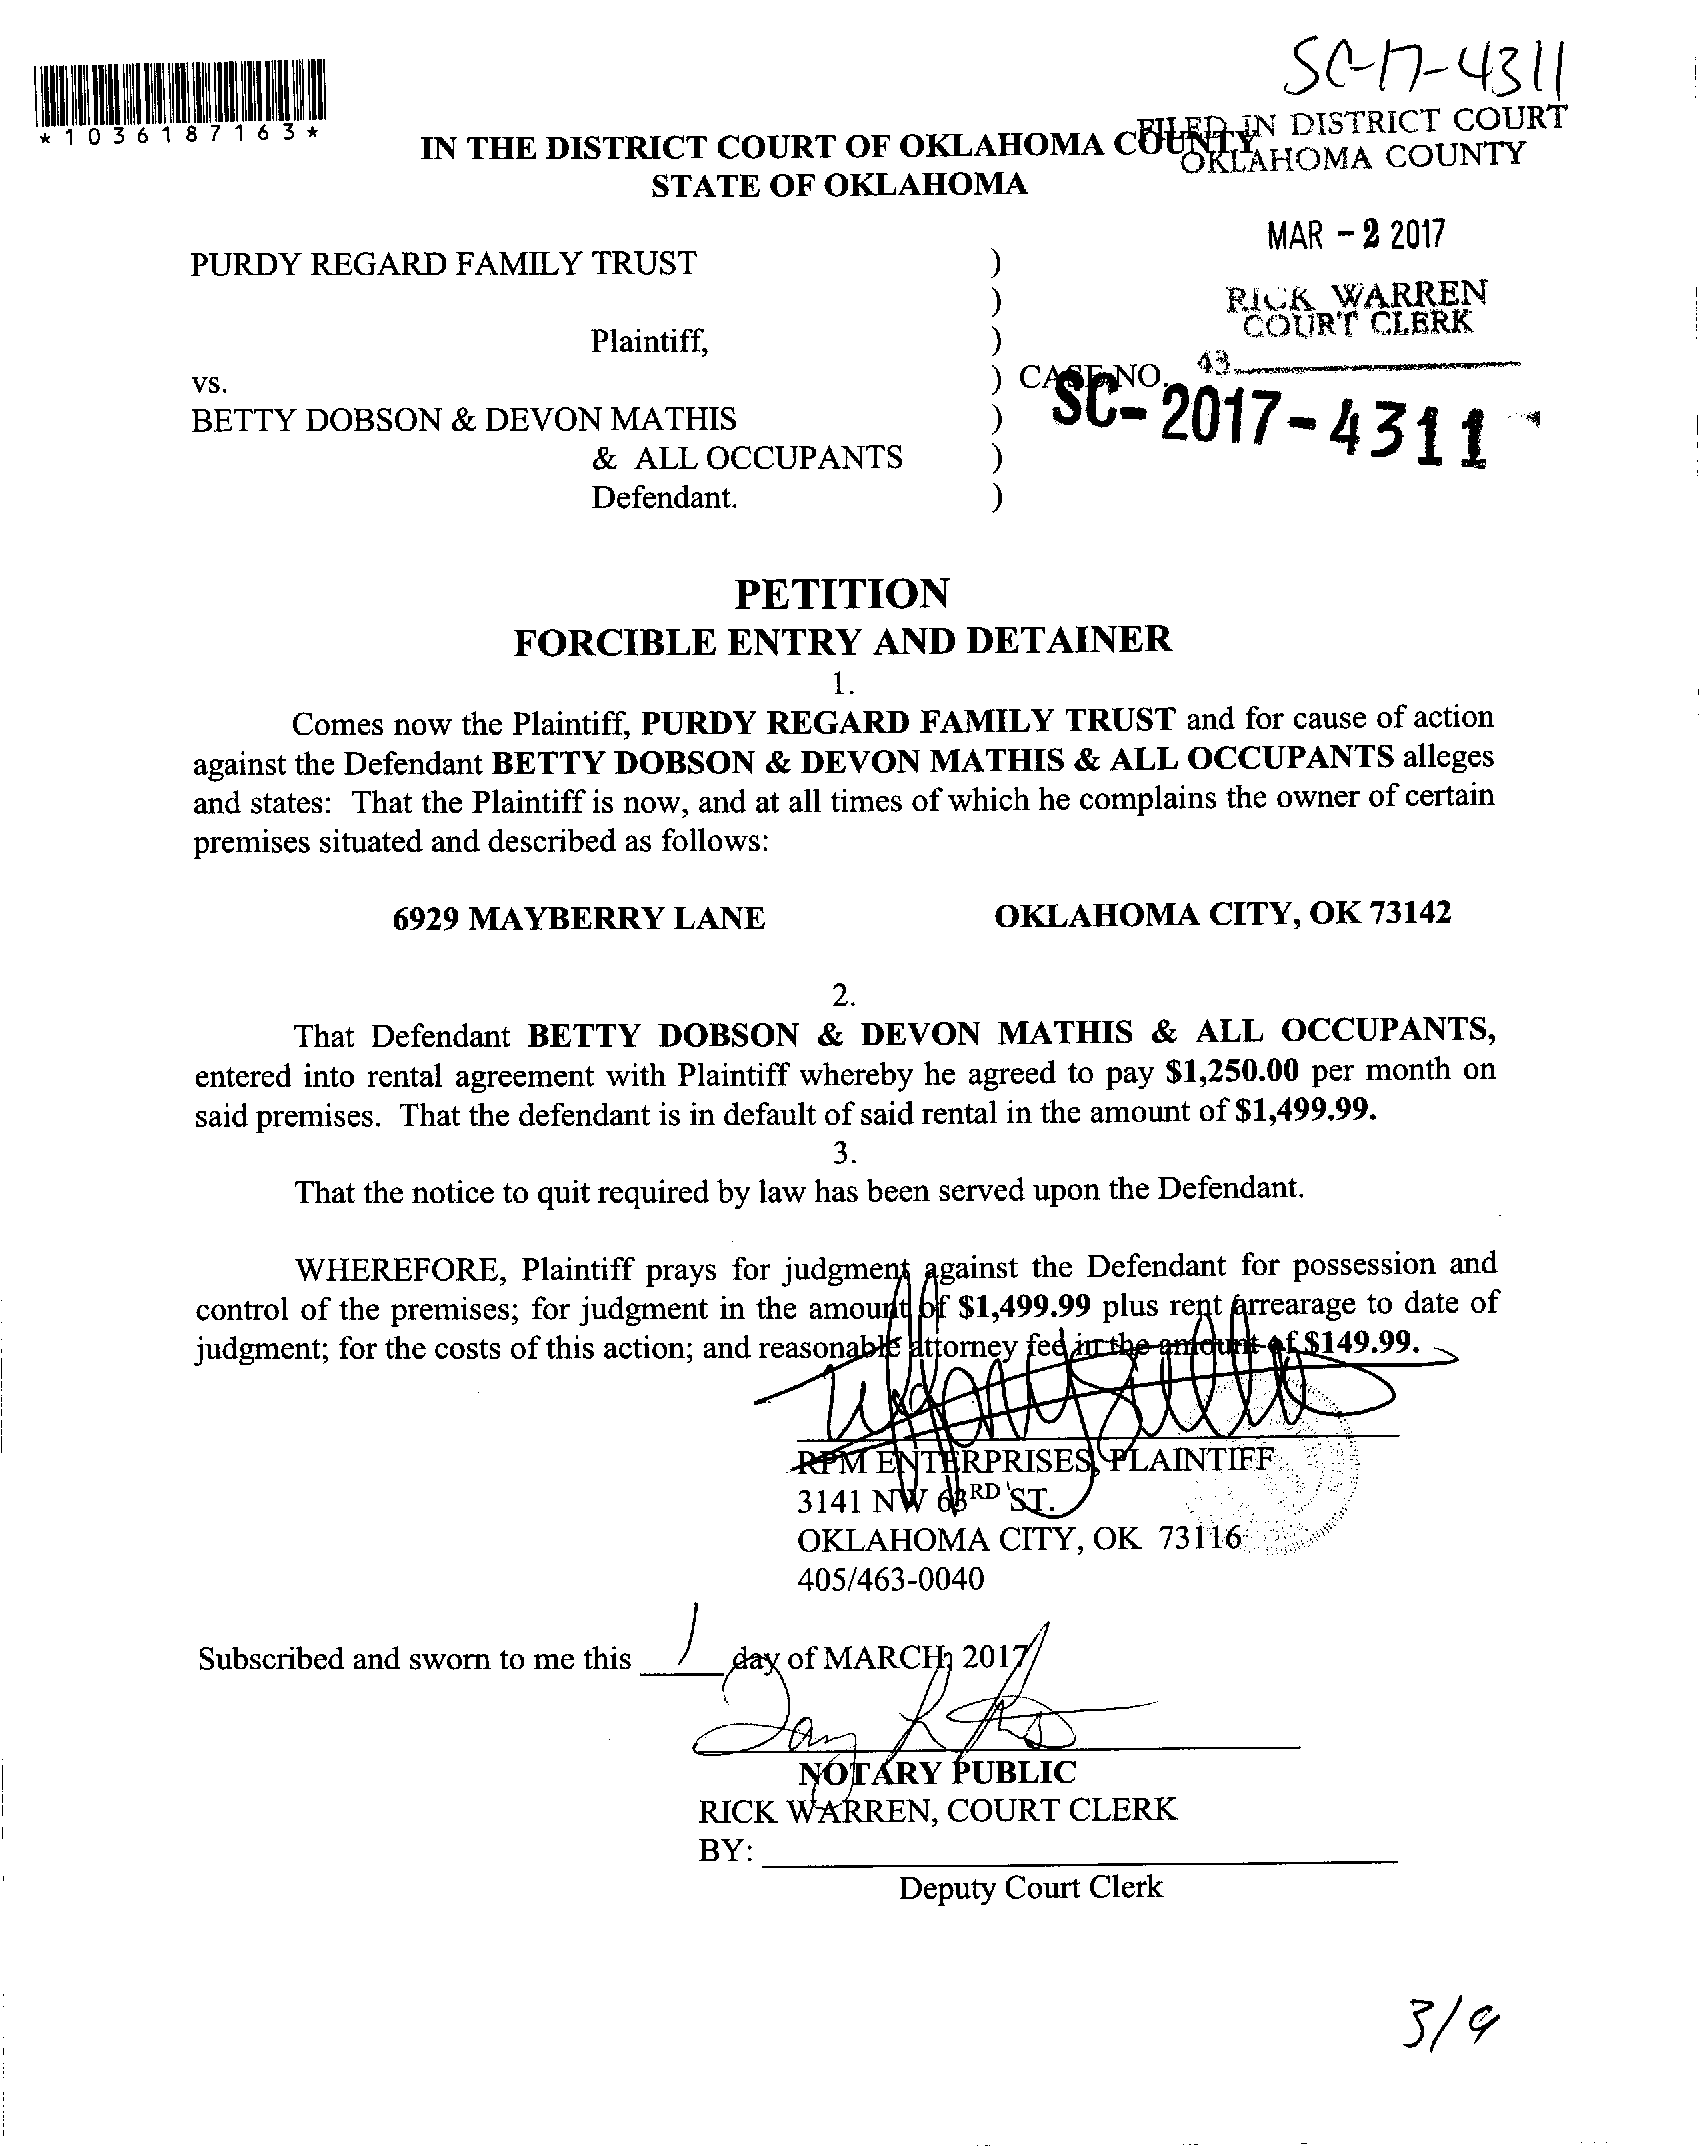 SC-17-4311
*1036187163*
FILED IN DISTRICT COURT
OKLAHOMA COUNTY
IN THE DISTRICT COURT OF OKLAHOMA COUNTY
STATE OF OKLAHOMA
MAR - 2 2017
PURDY REGARD FAMILY TRUST )
)
RICK WARREN
COURT CLERK
Plaintiff, )
43
vs. ) CASE NO.
SC-2017-4311
BETTY DOBSON & DEVON MATHIS )
& ALL OCCUPANTS )
Defendant. )
PETITION
FORCIBLE ENTRY AND DETAINER
1.
Comes now the Plaintiff, PURDY REGARD FAMILY TRUST and for cause of action
against the Defendant BETTY DOBSON & DEVON MATHIS & ALL OCCUPANTS alleges
and states: That the Plaintiff is now, and at all times of which he complains the owner of certain
premises situated and described as follows:
6929 MAYBERRY LANE OKLAHOMA CITY, OK 73142
2.
That Defendant BETTY DOBSON & DEVON MATHIS & ALL OCCUPANTS,
entered into rental agreement with Plaintiff whereby he agreed to pay $1,250.00 per month on
said premises. That the defendant is in default of said rental in the amount of $1,499.99.
3.
That the notice to quit required by law has been served upon the Defendant.
WHEREFORE, Plaintiff prays for judgment against the Defendant for possession and
control of the premises; for judgment in the amount of $1,499.99 plus rent arrearage to date of
judgment; for the costs of this action; and reasonable attorney fee in the amount of $149.99.
RPM ENTERPRISES, PLAINTIFF
3141 NW 63RD ST.
OKLAHOMA CITY, OK 73116
405/463-0040
Subscribed and sworn to me this 1 day of MARCH, 2017
NOTARY PUBLIC
RICK WARREN, COURT CLERK
BY:
Deputy Court Clerk
3/9